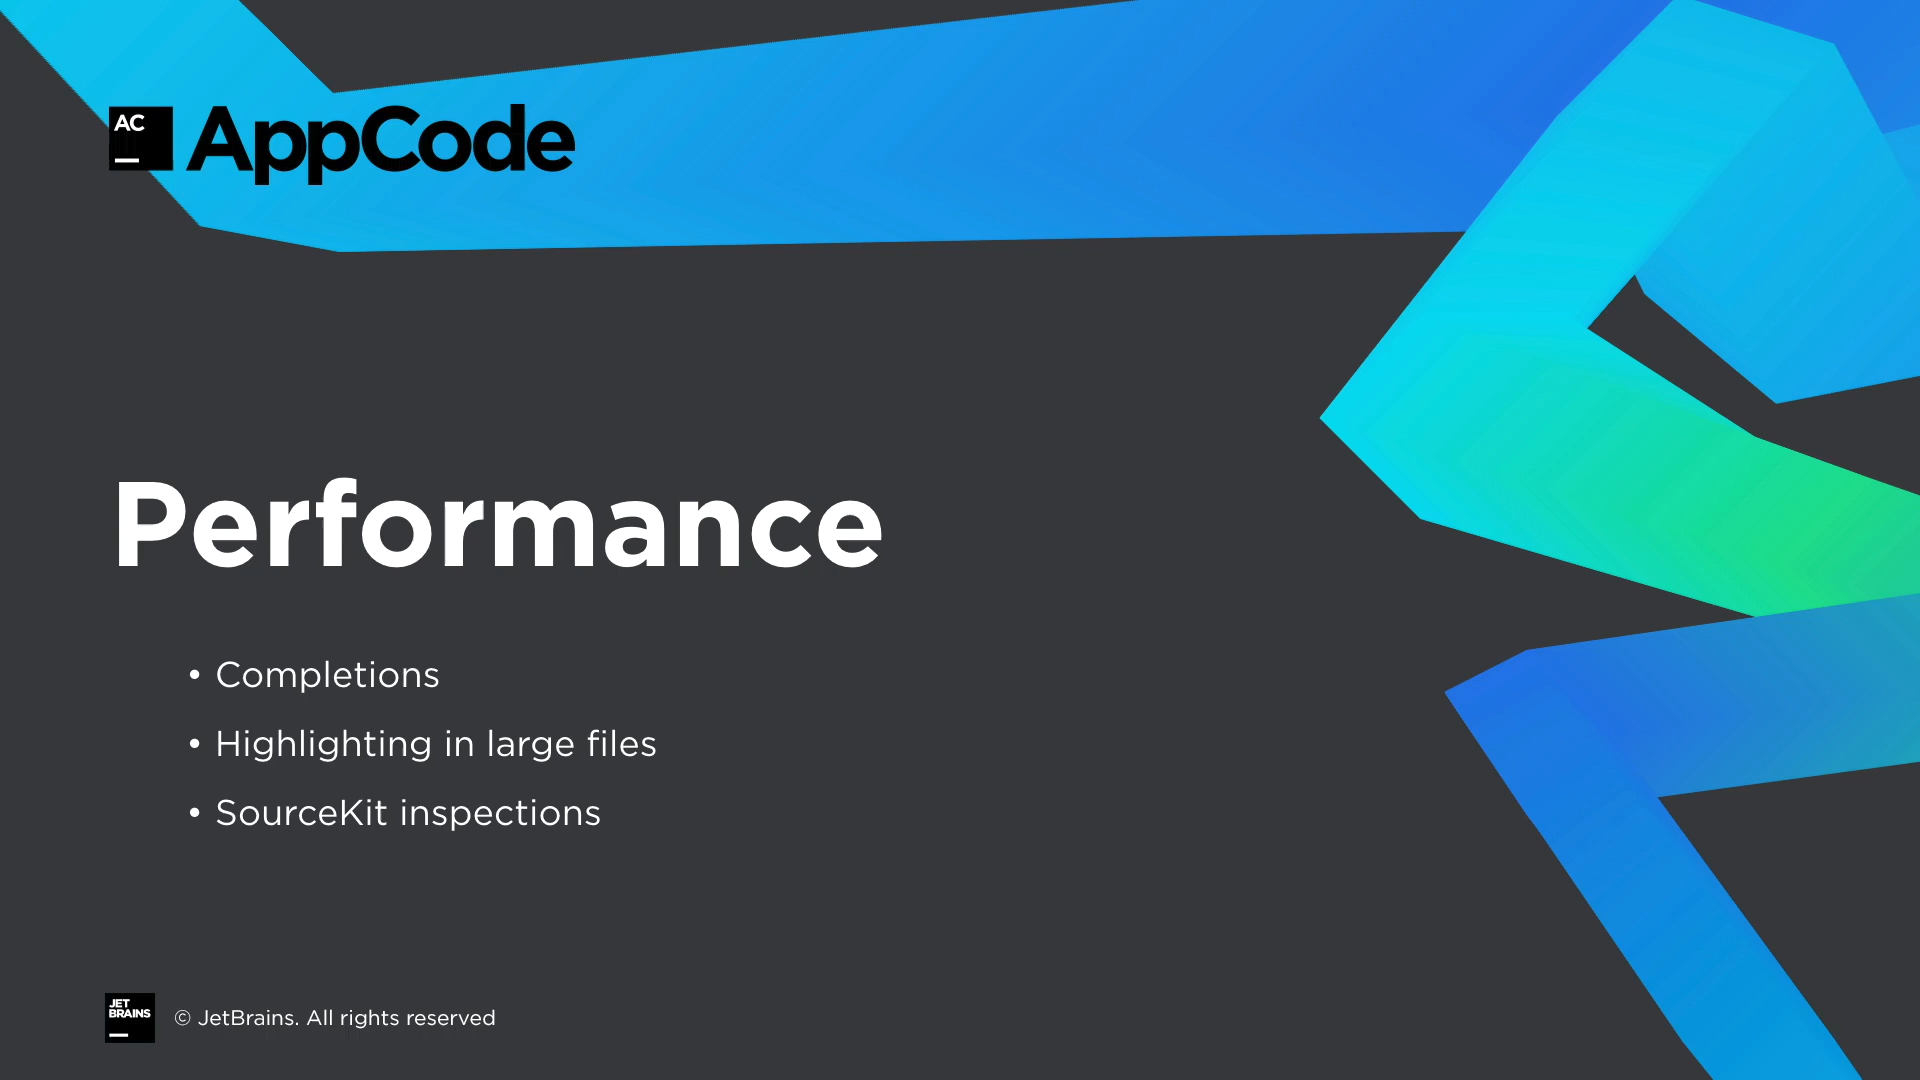 AC
AppCode
Performance
• Completions
• Highlighting in large files
• SourceKit inspections
JET
BRAINS
© JetBrains. All rights reserved